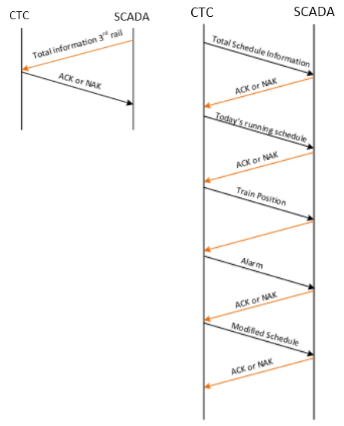 CTC
SCADA
Total information 3rd rail
ACK or NAK
CTC
SCADA
Total Schedule Information
ACK or NAK
Today's running schedule
ACK or NAK
Train Position
Alarm
ACK or NAK
Modified Schedule
ACK or NAK